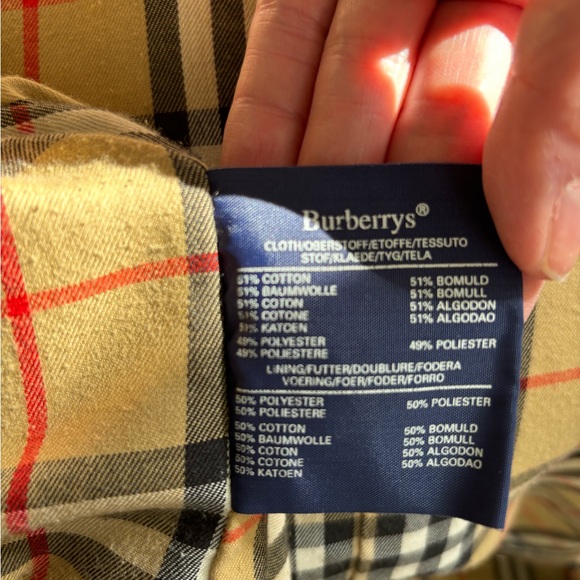 Burberrys®
CLOTH/OBERSTOFF/ETOFFE/TESSUTO
STOF/KLAEDE/TYG/TELA
51% COTTON 51% BOMULD
51% BAUMWOLLE 51% BOMULL
51% COTON 51% ALGODON
51% COTONE 51% ALGODAO
51% KATOEN
49% POLYESTER 49% POLIESTER
49% POLIESTERE
LINING/FUTTER/DOUBLURE/FODERA
VOERING/FOER/FODER/FORRO
50% POLYESTER 50% POLIESTER
50% POLIESTERE
50% COTTON 50% BOMULD
50% BAUMWOLLE 50% BOMULL
50% COTON 50% ALGODON
50% COTONE 50% ALGODAO
50% KATOEN